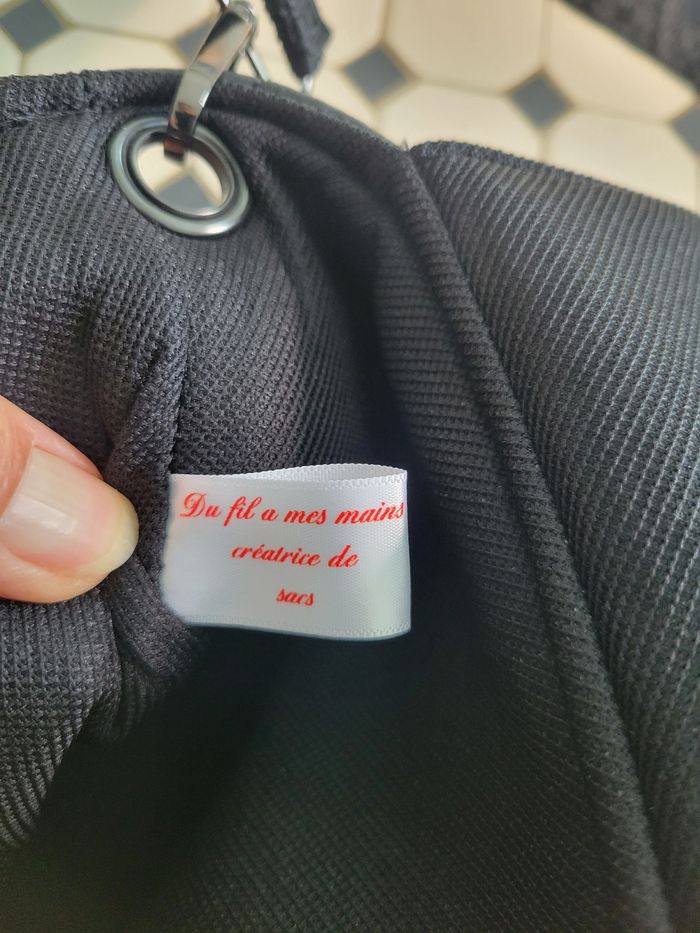 Du fil a mes mains
créatrice de
sacs